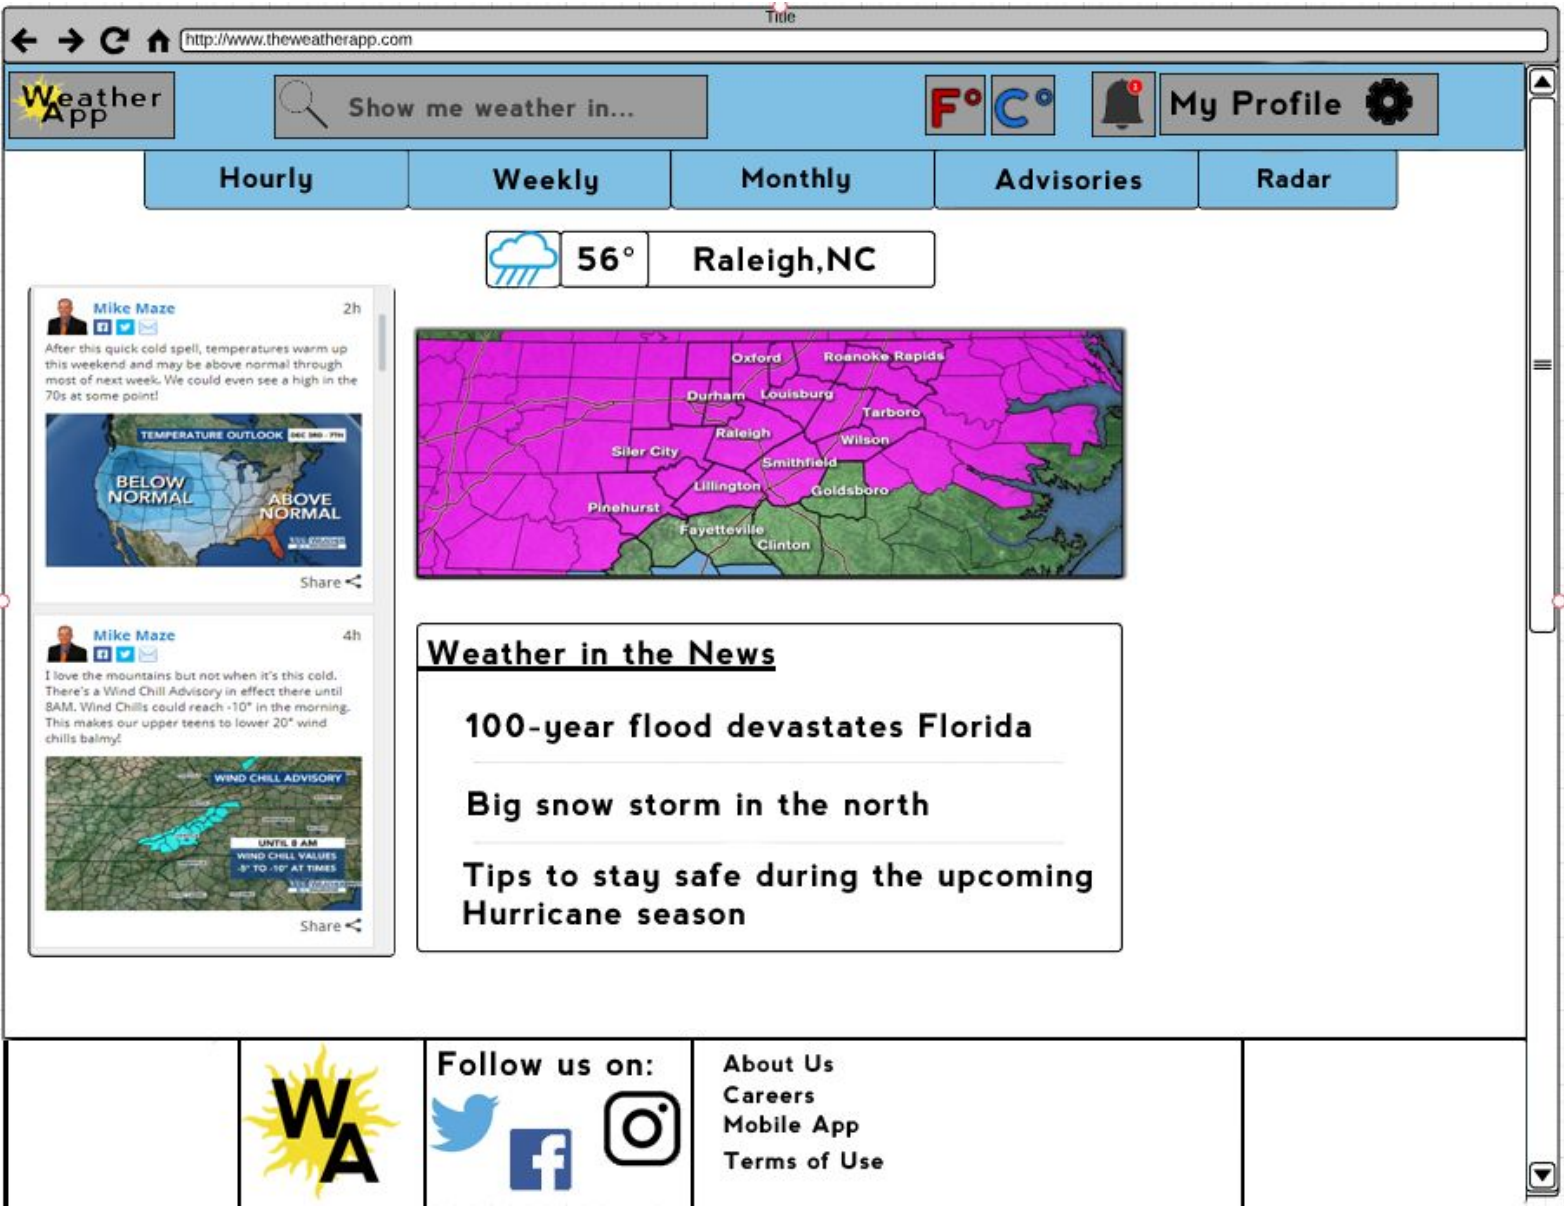 Title
http://www.theweatherapp.com
Weather
App
Show me weather in...
F°
C°
1
My Profile
Hourly
Weekly
Monthly
Advisories
Radar
56°
Raleigh,NC
Mike Maze
2h
After this quick cold spell, temperatures warm up
this weekend and may be above normal through
most of next week. We could even see a high in the
70s at some point!
TEMPERATURE OUTLOOK
DEC 3RD - 7TH
BELOW
NORMAL
ABOVE
NORMAL
Share
Mike Maze
4h
I love the mountains but not when it's this cold.
There's a Wind Chill Advisory in effect there until
8AM. Wind Chills could reach -10° in the morning.
This makes our upper teens to lower 20° wind
chills balmy!
WIND CHILL ADVISORY
UNTIL 8 AM
WIND CHILL VALUES
-5° TO -10° AT TIMES
Share
Oxford
Roanoke Rapids
Durham
Louisburg
Tarboro
Raleigh
Wilson
Siler City
Smithfield
Lillington
Goldsboro
Pinehurst
Fayetteville
Clinton
Weather in the News
100-year flood devastates Florida
Big snow storm in the north
Tips to stay safe during the upcoming
Hurricane season
WA
Follow us on:
About Us
Careers
Mobile App
Terms of Use